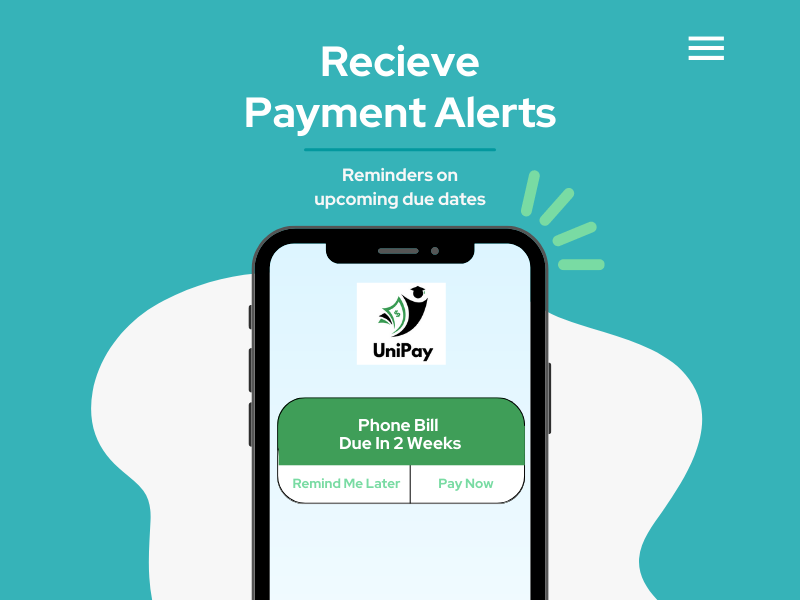 Recieve
Payment Alerts
Reminders on
upcoming due dates
$
UniPay
Phone Bill
Due In 2 Weeks
Remind Me Later
Pay Now